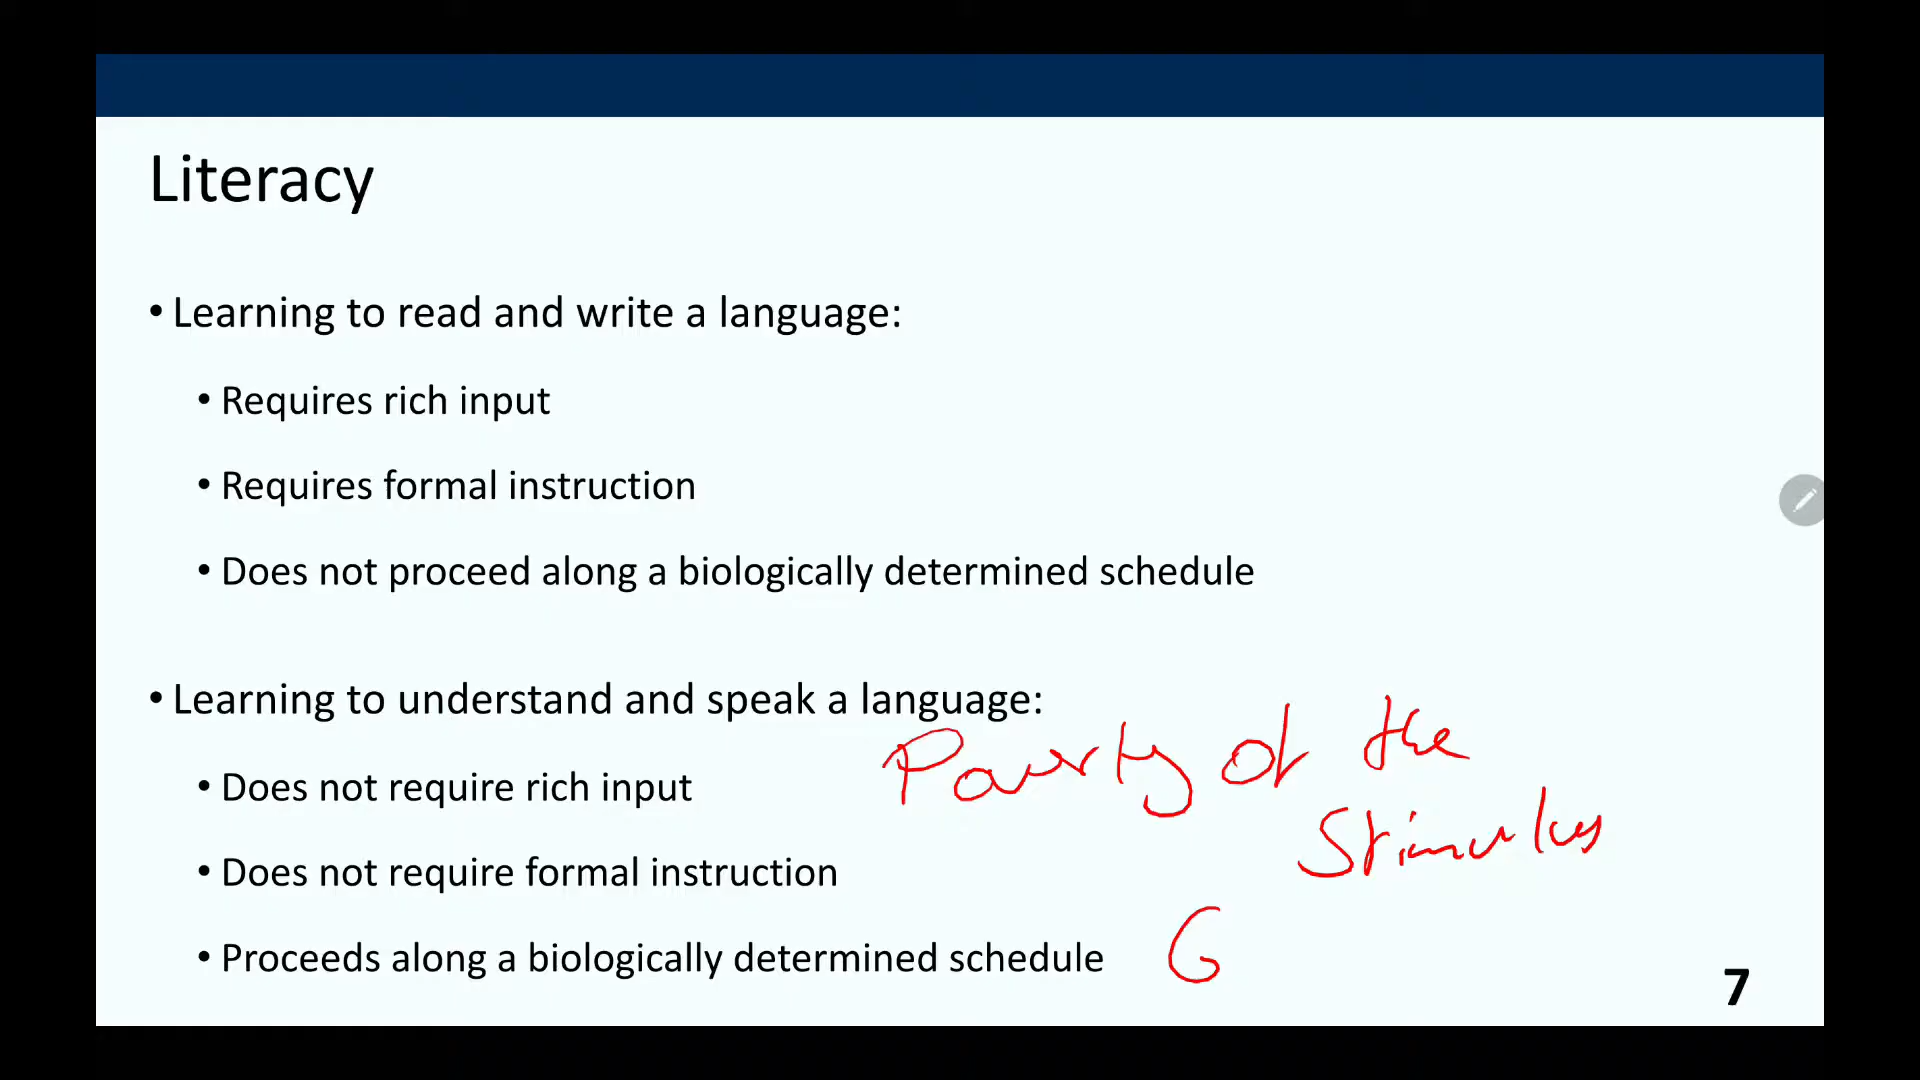 Literacy
• Learning to read and write a language:
• Requires rich input
• Requires formal instruction
• Does not proceed along a biologically determined schedule
• Learning to understand and speak a language:
Poverty of the
Stimulus
• Does not require rich input
• Does not require formal instruction
• Proceeds along a biologically determined schedule
G
7